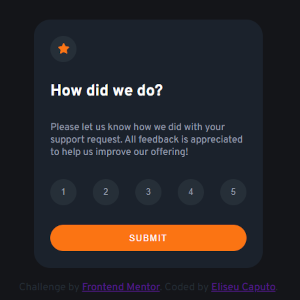 How did we do?
Please let us know how we did with your
support request. All feedback is appreciated
to help us improve our offering!
1 2 3 4 5
SUBMIT
Challenge by Frontend Mentor. Coded by Eliseu Caputo.